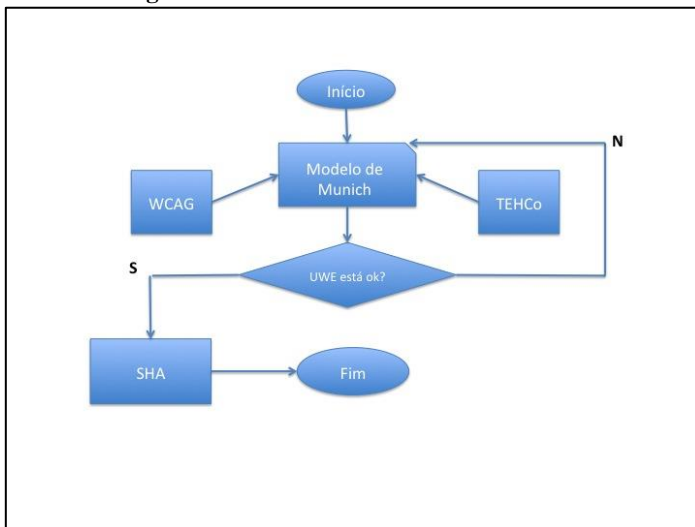 Início
N
Modelo de
Munich
WCAG
TEHCo
S
UWE está ok?
SHA
Fim